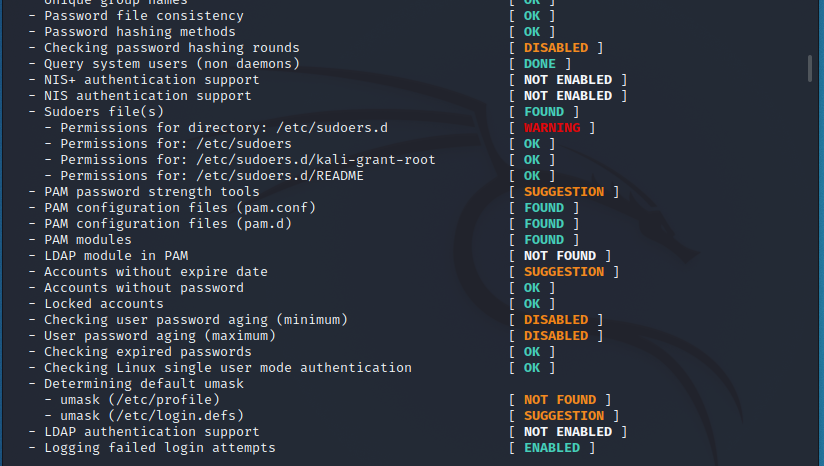 - Unique group names [ OK ]
- Password file consistency [ OK ]
- Password hashing methods [ OK ]
- Checking password hashing rounds [ DISABLED ]
- Query system users (non daemons) [ DONE ]
- NIS+ authentication support [ NOT ENABLED ]
- NIS authentication support [ NOT ENABLED ]
- Sudoers file(s) [ FOUND ]
- Permissions for directory: /etc/sudoers.d [ WARNING ]
- Permissions for: /etc/sudoers [ OK ]
- Permissions for: /etc/sudoers.d/kali-grant-root [ OK ]
- Permissions for: /etc/sudoers.d/README [ OK ]
- PAM password strength tools [ SUGGESTION ]
- PAM configuration files (pam.conf) [ FOUND ]
- PAM configuration files (pam.d) [ FOUND ]
- PAM modules [ FOUND ]
- LDAP module in PAM [ NOT FOUND ]
- Accounts without expire date [ SUGGESTION ]
- Accounts without password [ OK ]
- Locked accounts [ OK ]
- Checking user password aging (minimum) [ DISABLED ]
- User password aging (maximum) [ DISABLED ]
- Checking expired passwords [ OK ]
- Checking Linux single user mode authentication [ OK ]
- Determining default umask
- umask (/etc/profile) [ NOT FOUND ]
- umask (/etc/login.defs) [ SUGGESTION ]
- LDAP authentication support [ NOT ENABLED ]
- Logging failed login attempts [ ENABLED ]